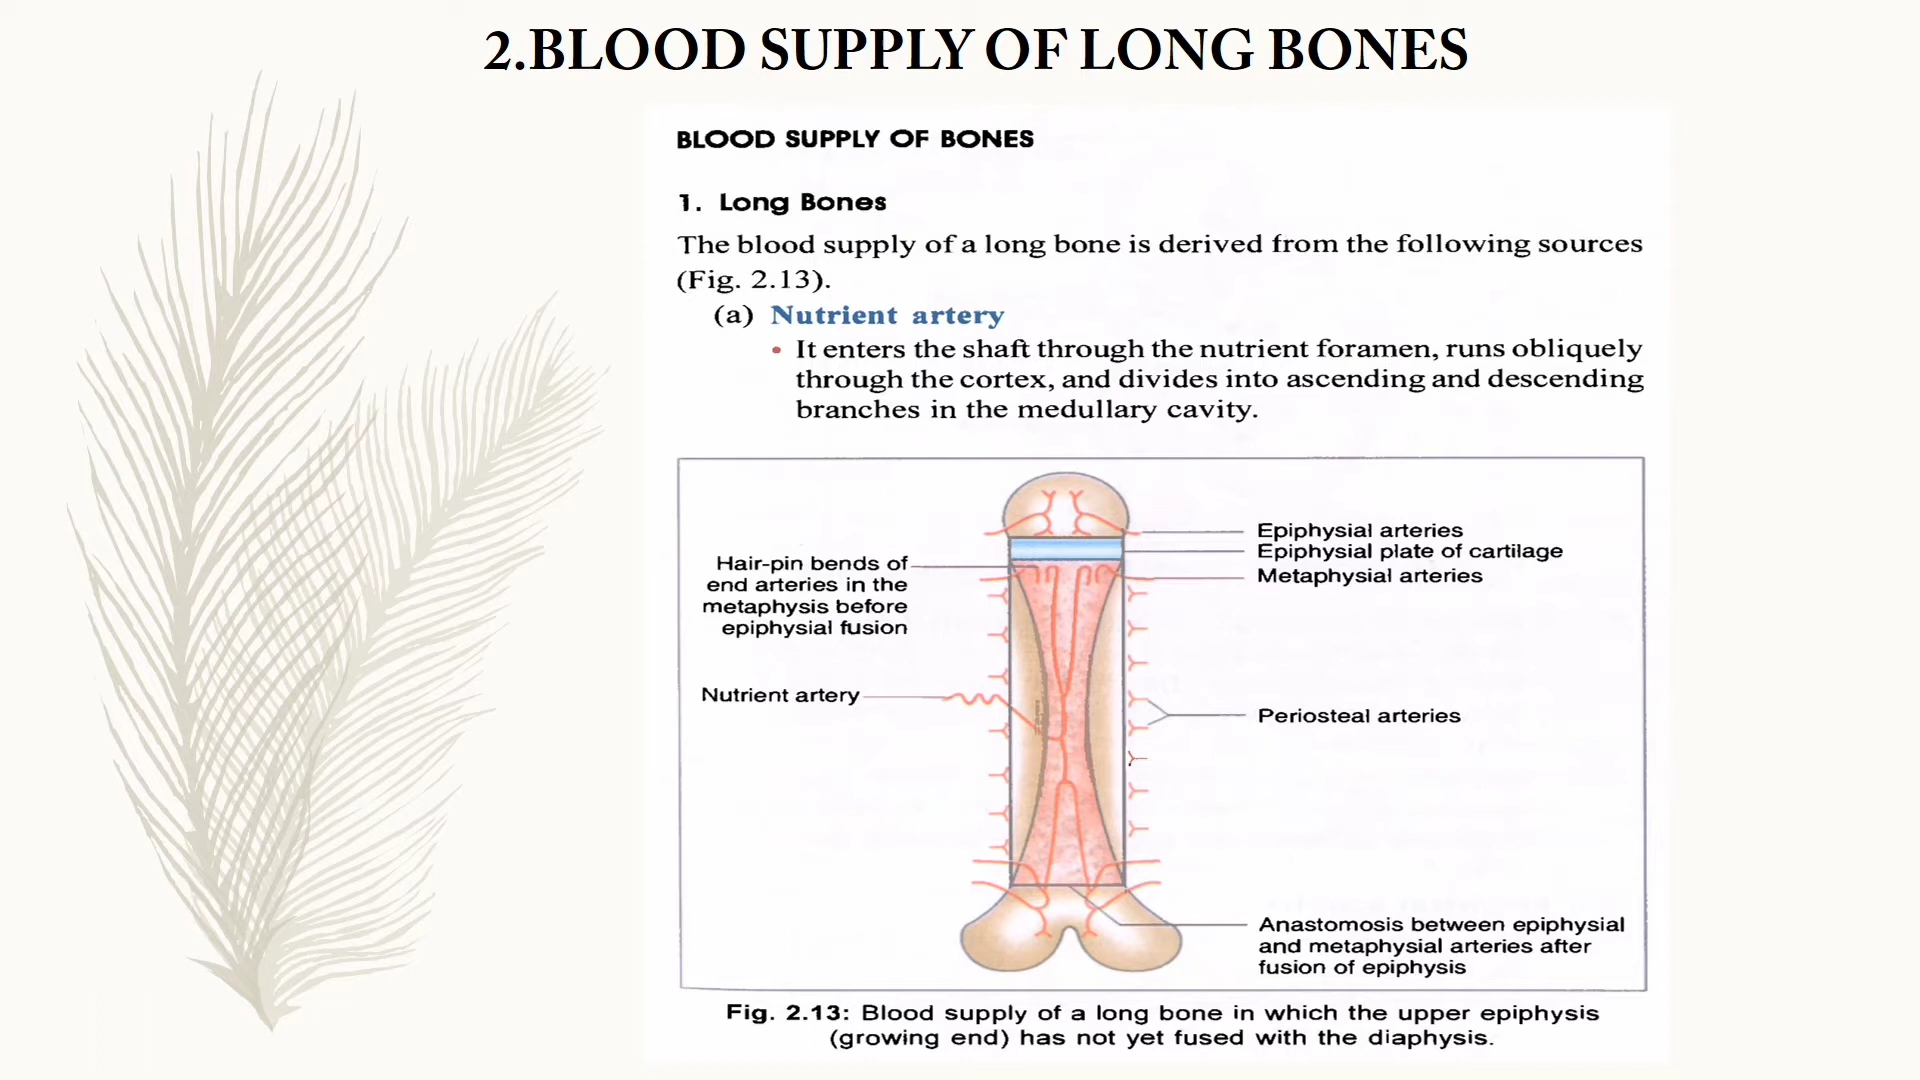 2.BLOOD SUPPLY OF LONG BONES
BLOOD SUPPLY OF BONES
1. Long Bones
The blood supply of a long bone is derived from the following sources
(Fig. 2.13).
(a) Nutrient artery
• It enters the shaft through the nutrient foramen, runs obliquely
through the cortex, and divides into ascending and descending
branches in the medullary cavity.
Hair-pin bends of
end arteries in the
metaphysis before
epiphysial fusion
Nutrient artery
Epiphysial arteries
Epiphysial plate of cartilage
Metaphysial arteries
Periosteal arteries
Anastomosis between epiphysial
and metaphysial arteries after
fusion of epiphysis
Fig. 2.13: Blood supply of a long bone in which the upper epiphysis
(growing end) has not yet fused with the diaphysis.